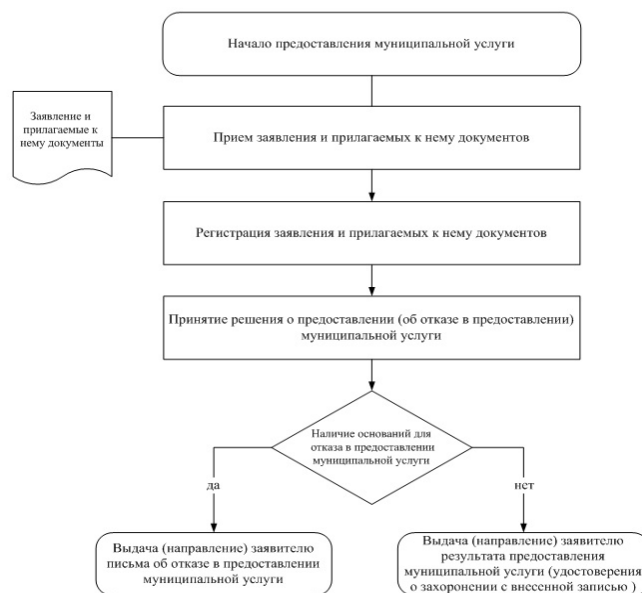 Начало предоставления муниципальной услуги
Заявление и
прилагаемые к
нему документы
Прием заявления и прилагаемых к нему документов
Регистрация заявления и прилагаемых к нему документов
Принятие решения о предоставлении (об отказе в предоставлении)
муниципальной услуги
Наличие оснований для
отказа в предоставлении
муниципальной услуги
да
нет
Выдача (направление) заявителю
письма об отказе в предоставлении
муниципальной услуги
Выдача (направление) заявителю
результата предоставления
муниципальной услуги (удостоверения
о захоронении с внесенной записью )